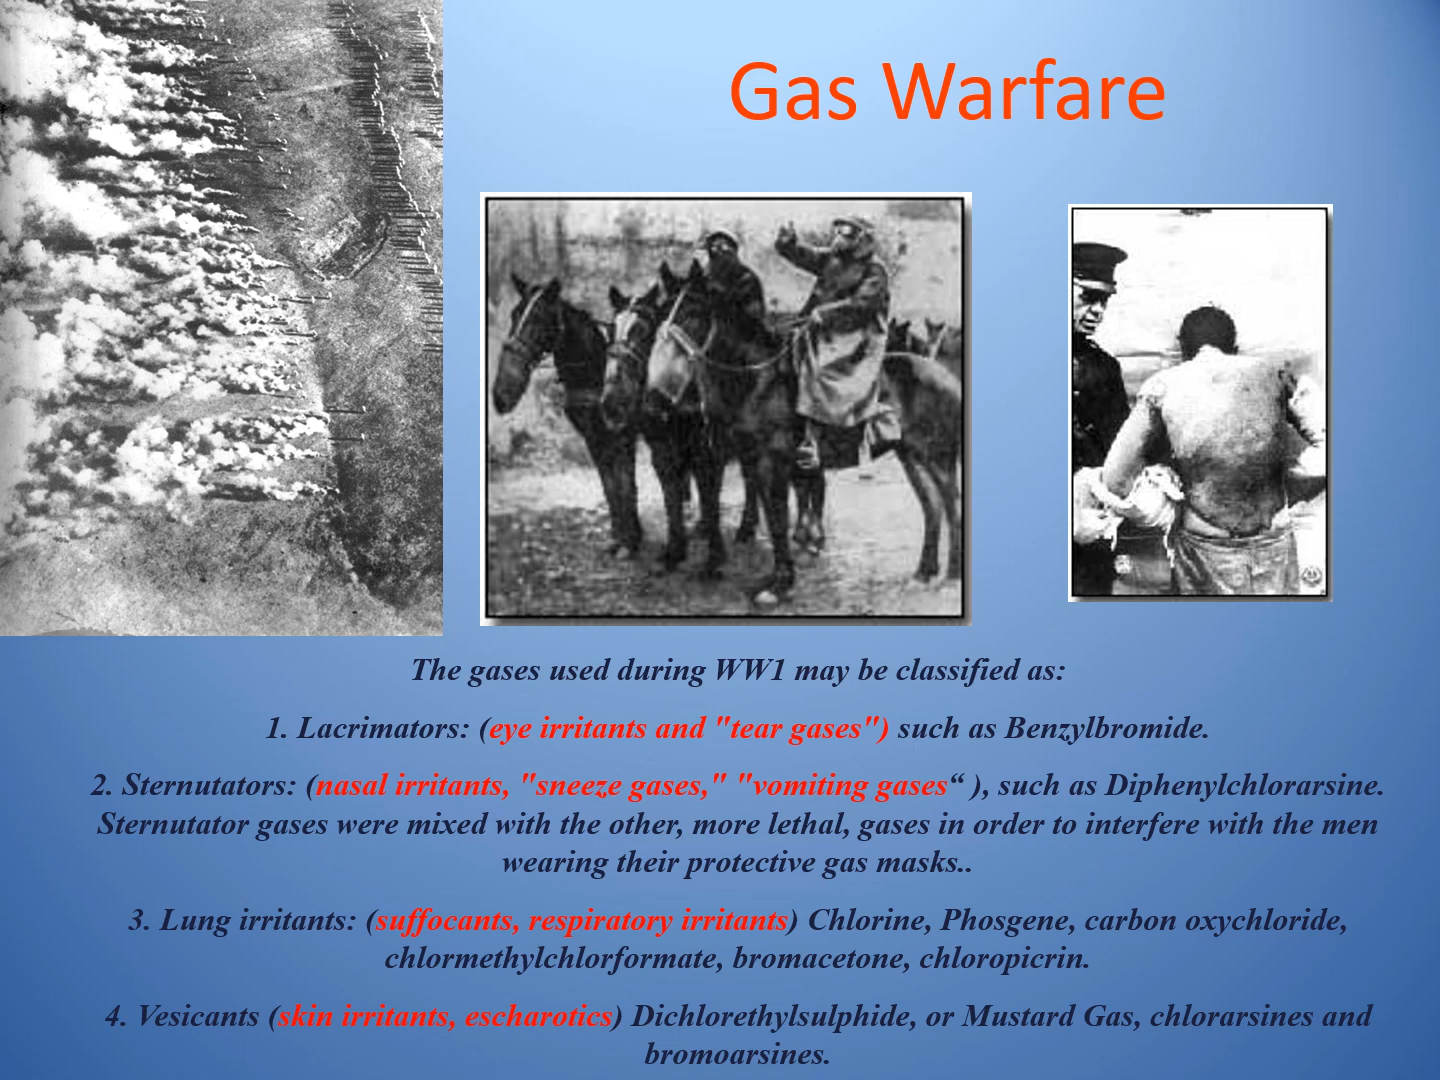 Gas Warfare
The gases used during WW1 may be classified as:
1. Lacrimators: (eye irritants and "tear gases") such as Benzylbromide.
2. Sternutators: (nasal irritants, "sneeze gases," "vomiting gases“ ), such as Diphenylchlorarsine.
Sternutator gases were mixed with the other, more lethal, gases in order to interfere with the men
wearing their protective gas masks..
3. Lung irritants: (suffocants, respiratory irritants) Chlorine, Phosgene, carbon oxychloride,
chlormethylchlorformate, bromacetone, chloropicrin.
4. Vesicants (skin irritants, escharotics) Dichlorethylsulphide, or Mustard Gas, chlorarsines and
bromoarsines.